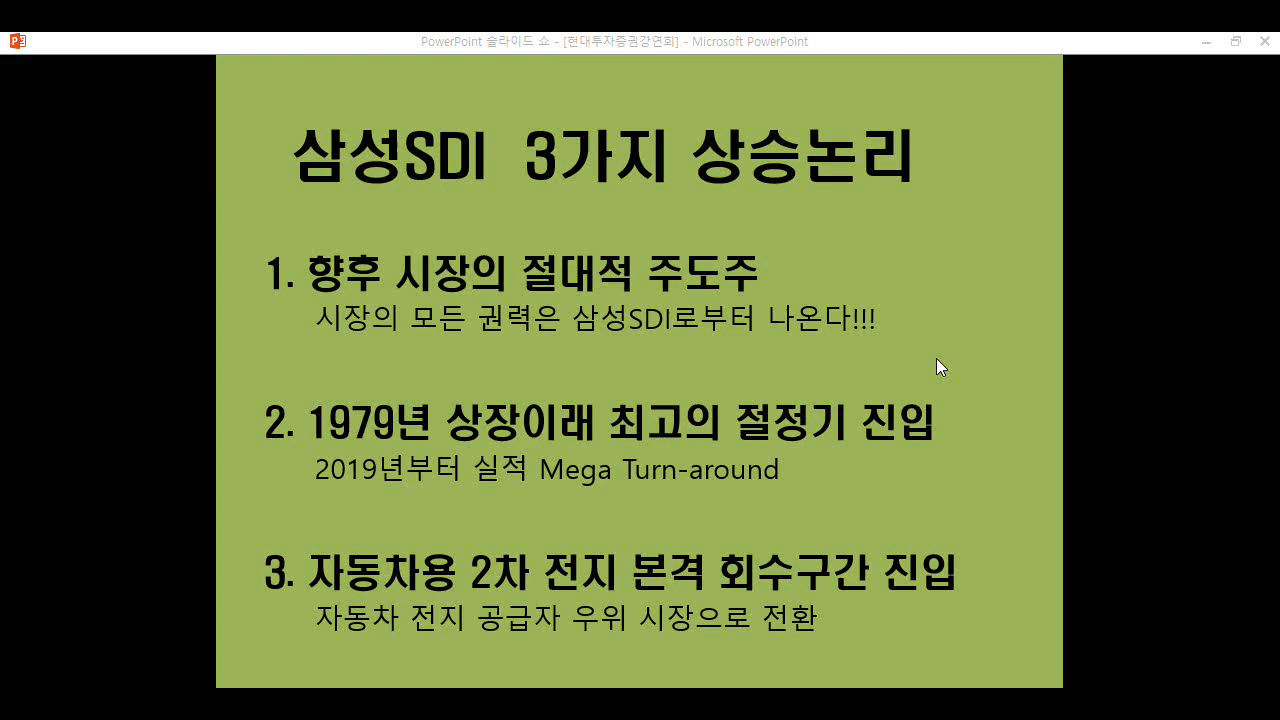 PowerPoint 슬라이드 쇼 - [현대투자증권강연회] - Microsoft PowerPoint
삼성SDI 3가지 상승논리
1. 향후 시장의 절대적 주도주
시장의 모든 권력은 삼성SDI로부터 나온다!!!
2. 1979년 상장이래 최고의 절정기 진입
2019년부터 실적 Mega Turn-around
3. 자동차용 2차 전지 본격 회수구간 진입
자동차 전지 공급자 우위 시장으로 전환